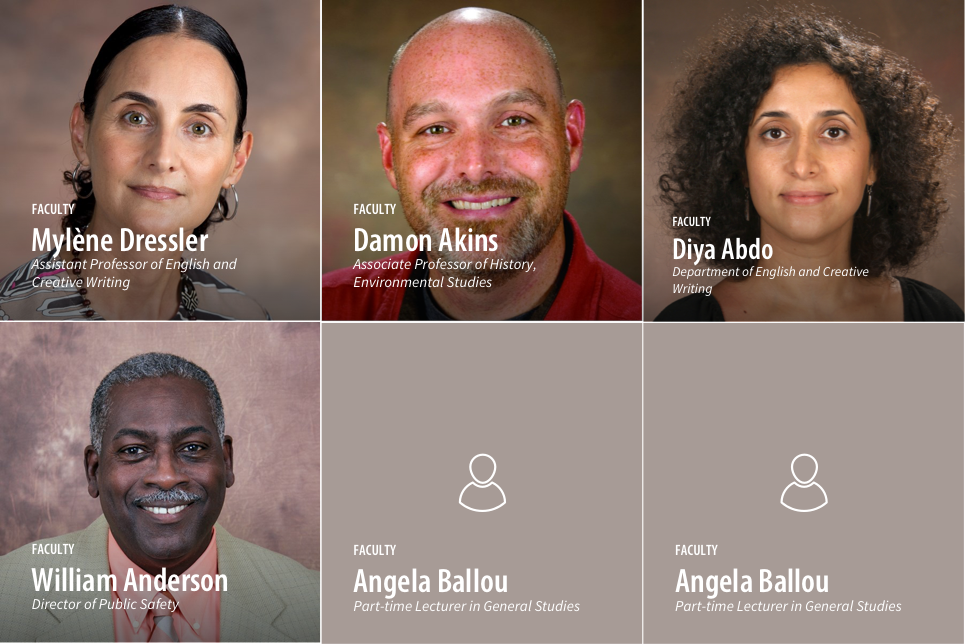 FACULTY
Mylène Dressler
Assistant Professor of English and
Creative Writing
FACULTY
Damon Akins
Associate Professor of History,
Environmental Studies
FACULTY
Diya Abdo
Department of English and Creative
Writing
FACULTY
William Anderson
Director of Public Safety
FACULTY
Angela Ballou
Part-time Lecturer in General Studies
FACULTY
Angela Ballou
Part-time Lecturer in General Studies